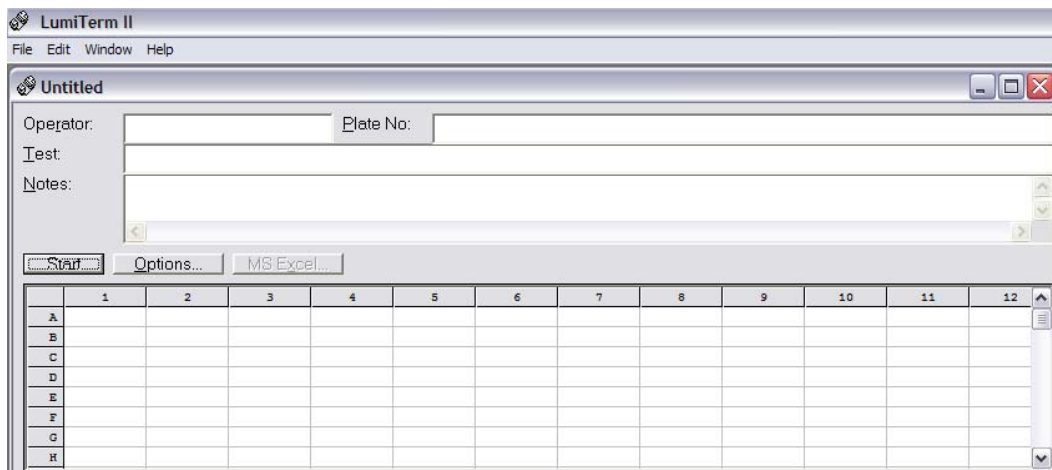 LumiTerm II
File Edit Window Help
Untitled
Operator: Plate No:
Test:
Notes:
Start Options... MS Excel...
1 2 3 4 5 6 7 8 9 10 11 12
A
B
C
D
E
F
G
H